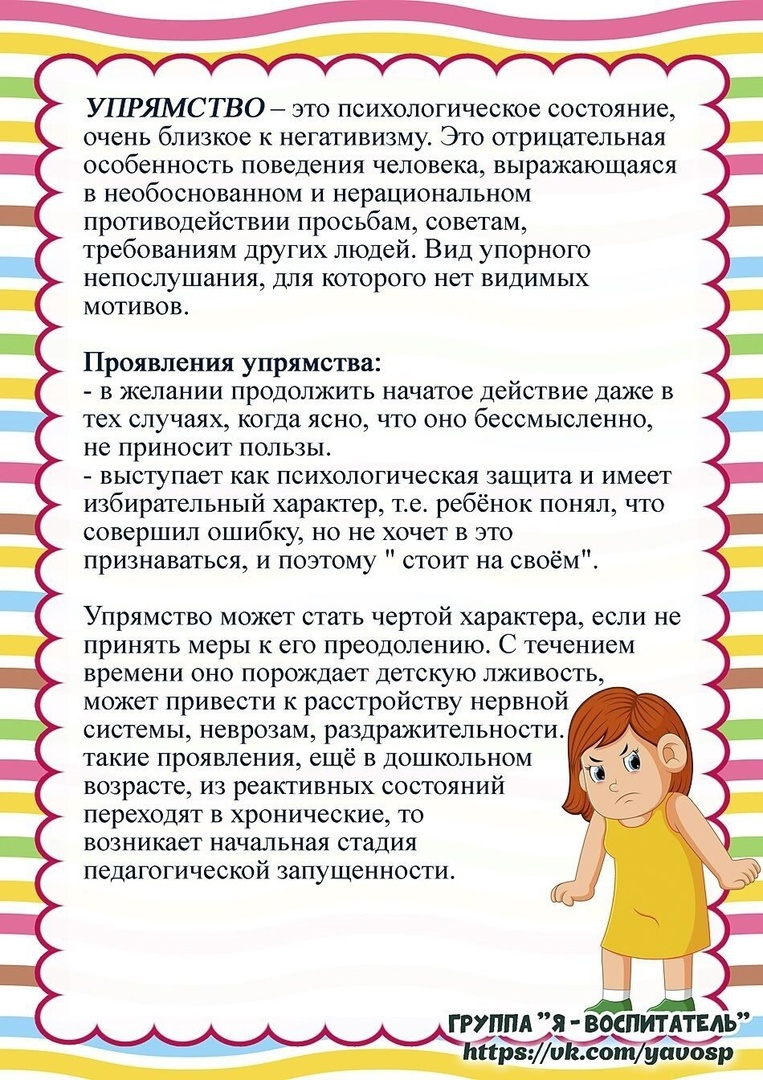 УПРЯМСТВО – это психологическое состояние,
очень близкое к негативизму. Это отрицательная
особенность поведения человека, выражающаяся
в необоснованном и нерациональном
противодействии просьбам, советам,
требованиям других людей. Вид упорного
непослушания, для которого нет видимых
мотивов.
Проявления упрямства:
- в желании продолжить начатое действие даже в
тех случаях, когда ясно, что оно бессмысленно,
не приносит пользы.
- выступает как психологическая защита и имеет
избирательный характер, т.е. ребёнок понял, что
совершил ошибку, но не хочет в это
признаваться, и поэтому " стоит на своём".
Упрямство может стать чертой характера, если не
принять меры к его преодолению. С течением
времени оно порождает детскую лживость,
может привести к расстройству нервной
системы, неврозам, раздражительности.
такие проявления, ещё в дошкольном
возрасте, из реактивных состояний
переходят в хронические, то
возникает начальная стадия
педагогической запущенности.
ГРУППА "Я - ВОСПИТАТЕЛЬ"
https://vk.com/yavosp